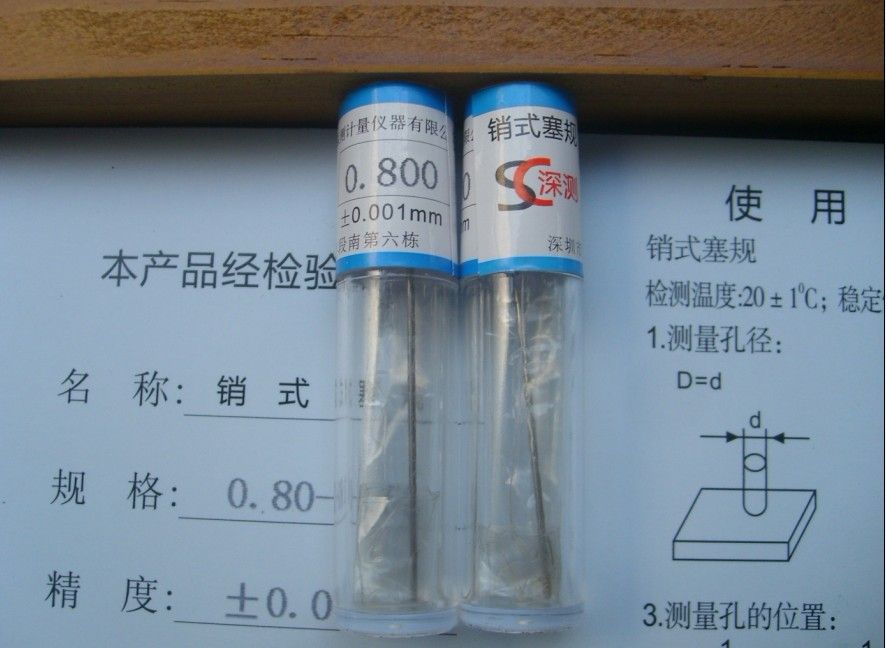 计量仪器有限
0.800
±0.001mm
段南第六栋
销式塞规
SC深测
深圳
本产品经检验
名 称: 销 式
规 格: 0.80-
精 度: ±0.0
使 用
销式塞规
检测温度:20±1⁰C; 稳定
1.测量孔径:
D=d
d
3.测量孔的位置: